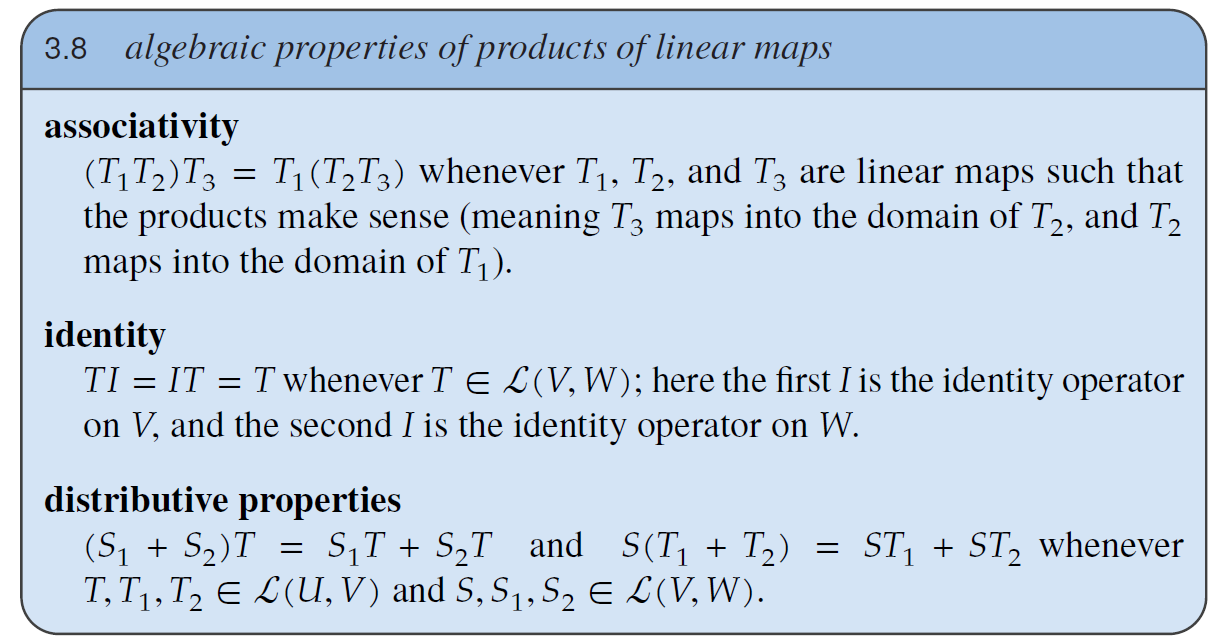 3.8 algebraic properties of products of linear maps
associativity
(T₁T₂)T₃ = T₁(T₂T₃) whenever T₁, T₂, and T₃ are linear maps such that
the products make sense (meaning T₃ maps into the domain of T₂, and T₂
maps into the domain of T₁).
identity
TI = IT = T whenever T ∈ ℒ(V, W); here the first I is the identity operator
on V, and the second I is the identity operator on W.
distributive properties
(S₁ + S₂)T = S₁T + S₂T and S(T₁ + T₂) = ST₁ + ST₂ whenever
T, T₁, T₂ ∈ ℒ(U, V) and S, S₁, S₂ ∈ ℒ(V, W).